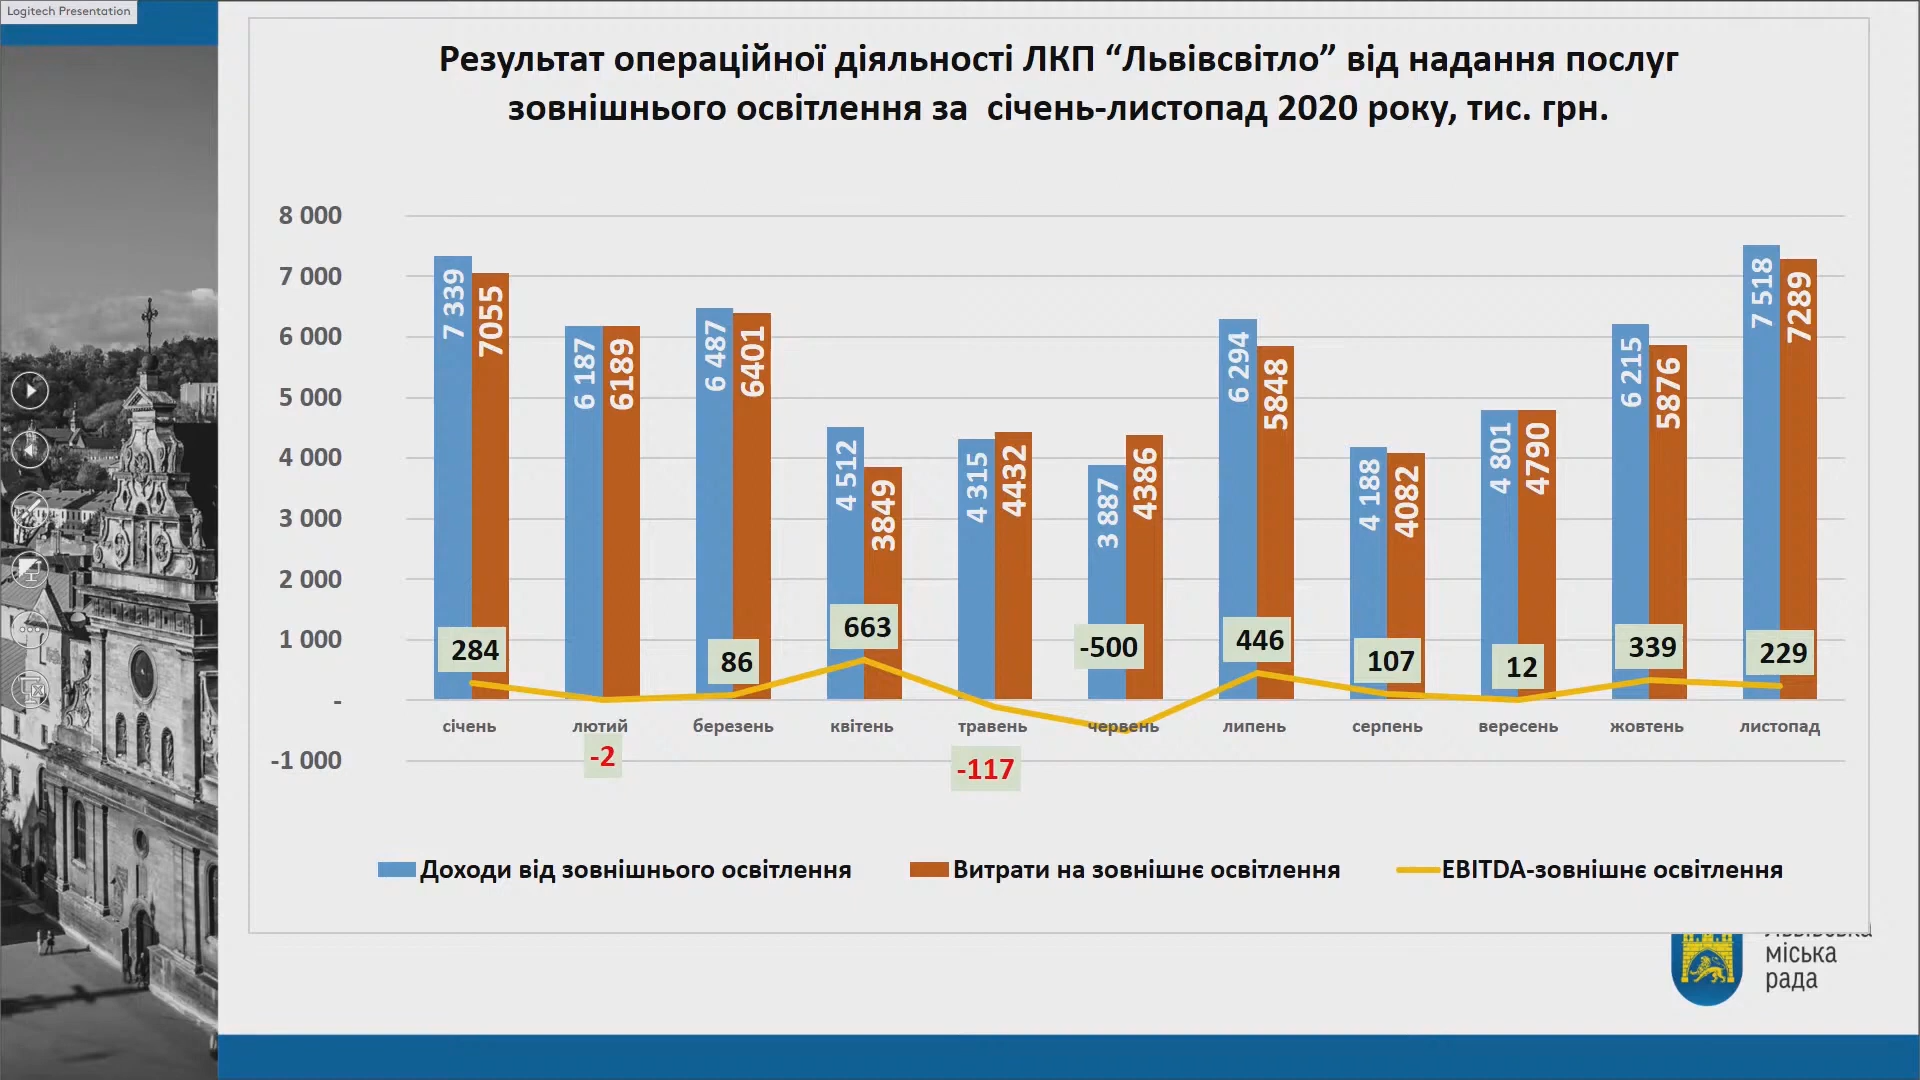 Logitech Presentation
Результат операційної діяльності ЛКП “Львівсвітло” від надання послуг
зовнішнього освітлення за січень-листопад 2020 року, тис. грн.
8 000
7 000
6 000
5 000
4 000
3 000
2 000
1 000
-
-1 000
7 339
7055
6 187
6189
6 487
6401
4 512
3849
4 315
4432
3 887
4386
6 294
5848
4 188
4082
4 801
4790
6 215
5876
7 518
7289
284
-2
86
663
-117
-500
446
107
12
339
229
січень
лютий
березень
квітень
травень
червень
липень
серпень
вересень
жовтень
листопад
Доходи від зовнішнього освітлення
Витрати на зовнішнє освітлення
EBITDA-зовнішнє освітлення
міська
рада